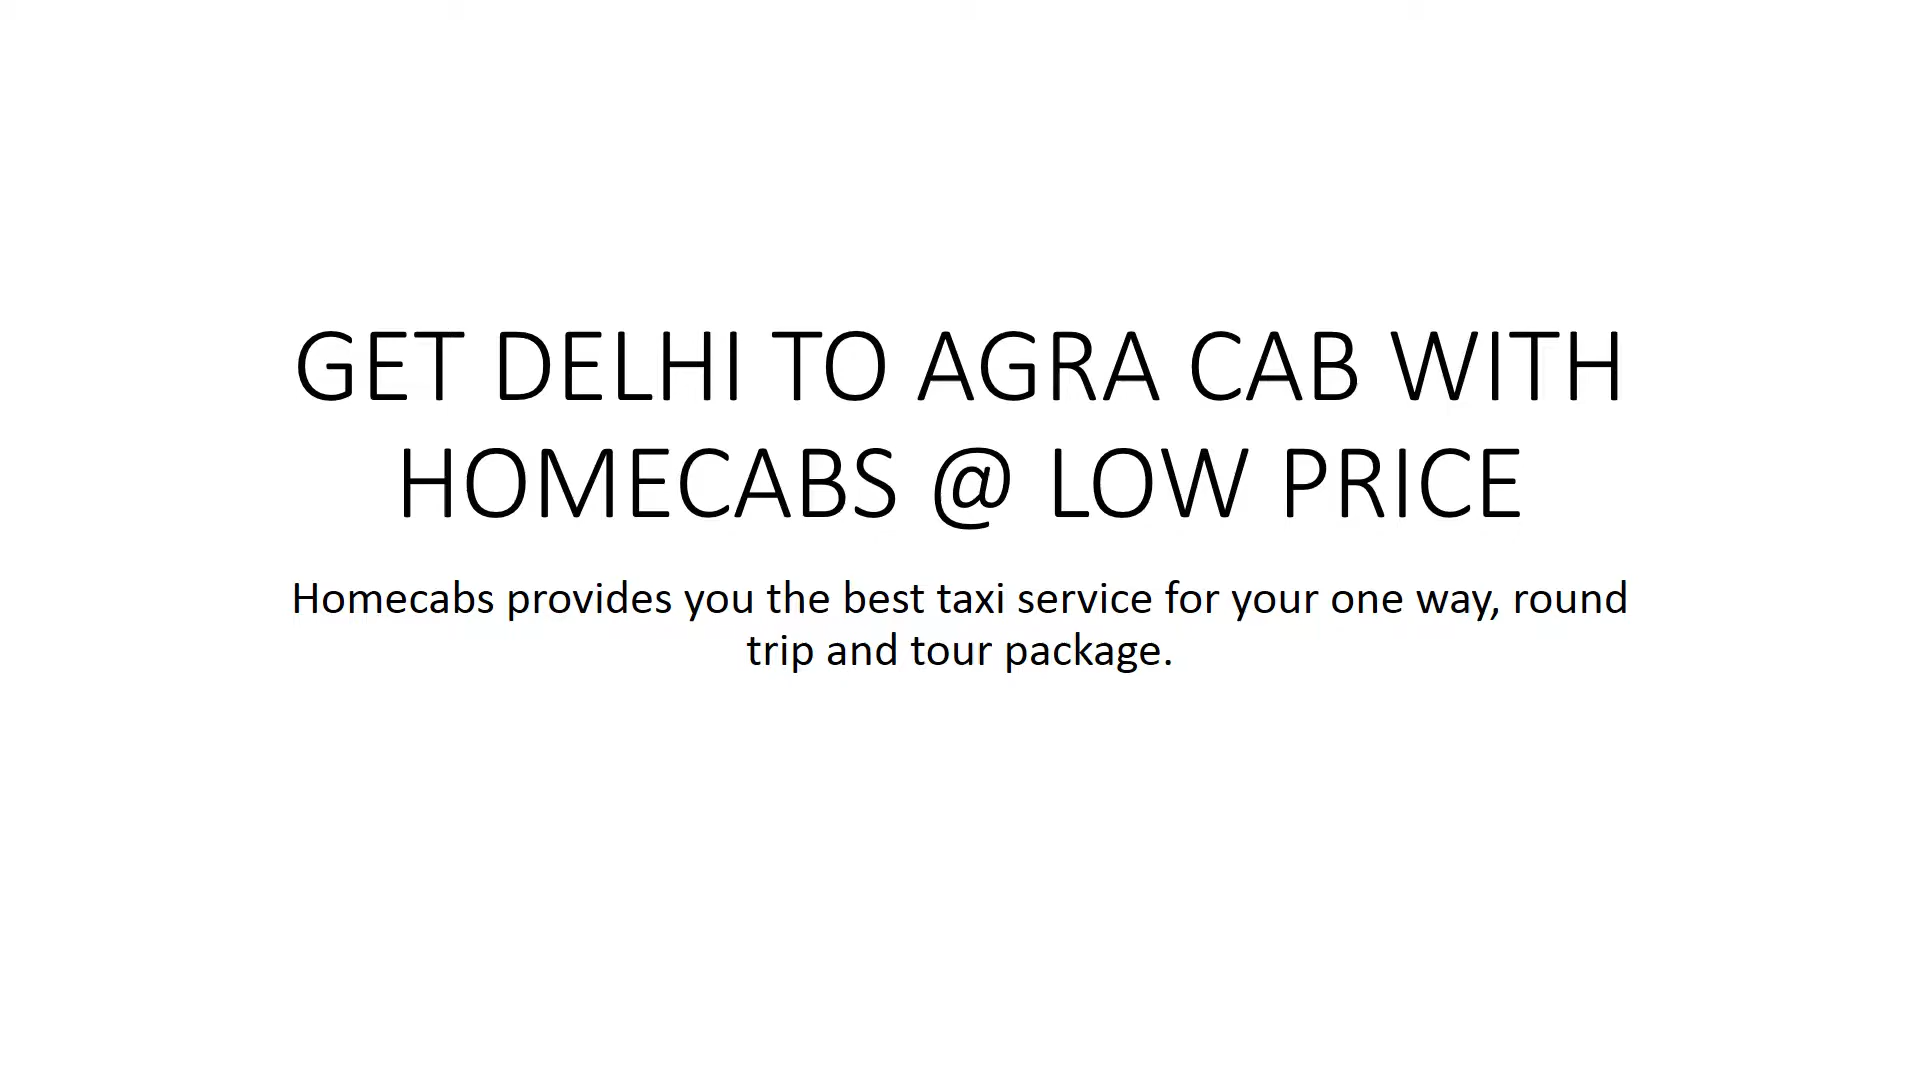 GET DELHI TO AGRA CAB WITH
HOMECABS @ LOW PRICE
Homecabs provides you the best taxi service for your one way, round
trip and tour package.